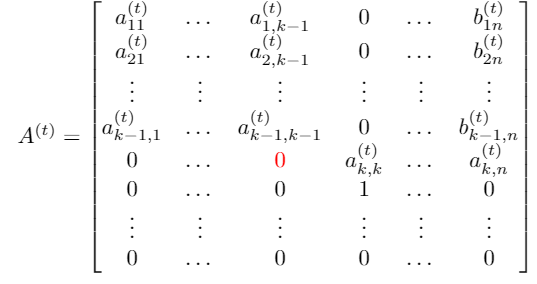 a_{11}^{(t)} … a_{1,k-1}^{(t)} 0 … b_{1n}^{(t)}
a_{21}^{(t)} … a_{2,k-1}^{(t)} 0 … b_{2n}^{(t)}
⋮ ⋮ ⋮ ⋮ ⋮ ⋮
A^{(t)} = a_{k-1,1}^{(t)} … a_{k-1,k-1}^{(t)} 0 … b_{k-1,n}^{(t)}
0 … 0 a_{k,k}^{(t)} … a_{k,n}^{(t)}
0 … 0 1 … 0
⋮ ⋮ ⋮ ⋮ ⋮ ⋮
0 … 0 0 … 0